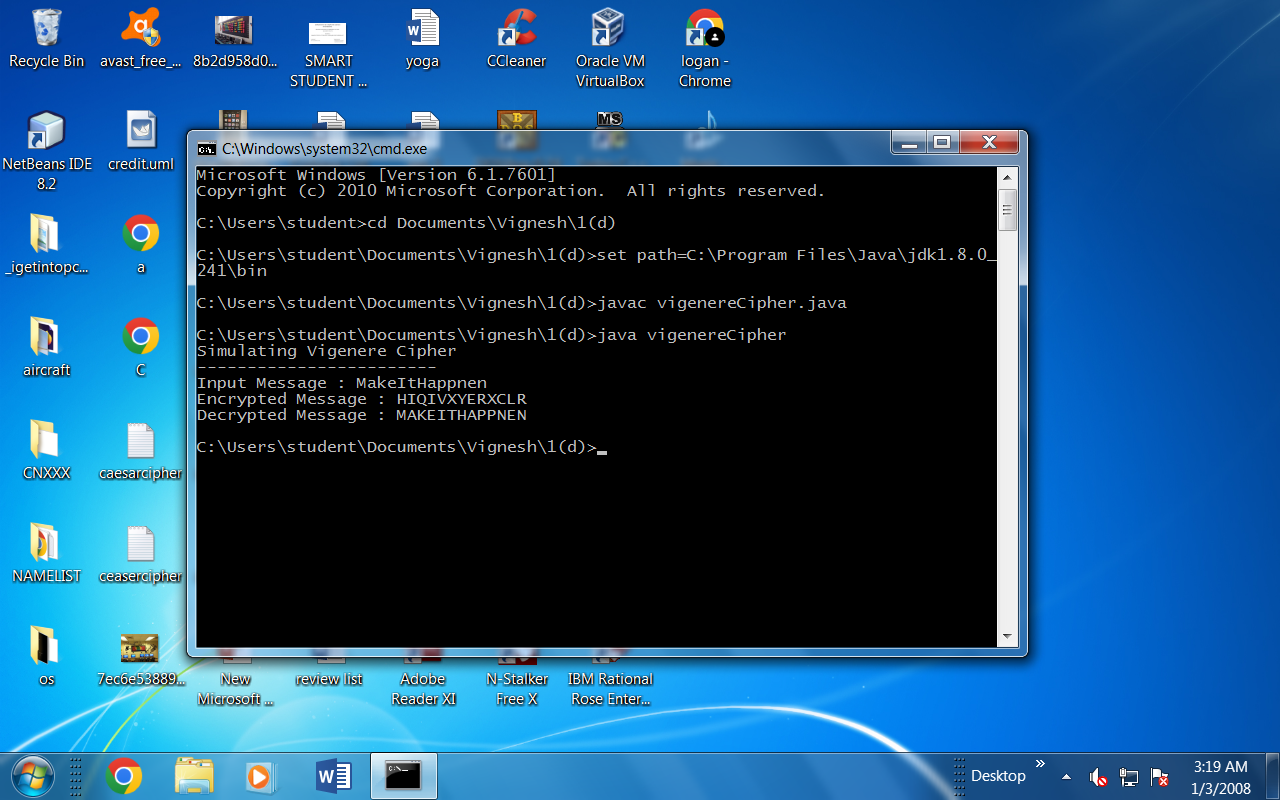 Recycle Bin
avast_free_...
8b2d958d0...
SMART
STUDENT ...
yoga
CCleaner
Oracle VM
VirtualBox
logan -
Chrome
NetBeans IDE
8.2
credit.uml
MS
_igetintopc...
a
aircraft
C
CNXXX
caesarcipher
NAMELIST
ceasercipher
os
7ec6e53889...
New
Microsoft ...
review list
Adobe
Reader XI
N-Stalker
Free X
IBM Rational
Rose Enter...
C:\Windows\system32\cmd.exe
Microsoft Windows [Version 6.1.7601]
Copyright (c) 2010 Microsoft Corporation.  All rights reserved.
C:\Users\student>cd Documents\Vignesh\1(d)
C:\Users\student\Documents\Vignesh\1(d)>set path=C:\Program Files\Java\jdk1.8.0_
241\bin
C:\Users\student\Documents\Vignesh\1(d)>javac vigenereCipher.java
C:\Users\student\Documents\Vignesh\1(d)>java vigenereCipher
Simulating Vigenere Cipher
------------------------
Input Message : MakeItHappnen
Encrypted Message : HIQIVXYERXCLR
Decrypted Message : MAKEITHAPPNEN
C:\Users\student\Documents\Vignesh\1(d)>_
Desktop
3:19 AM
1/3/2008